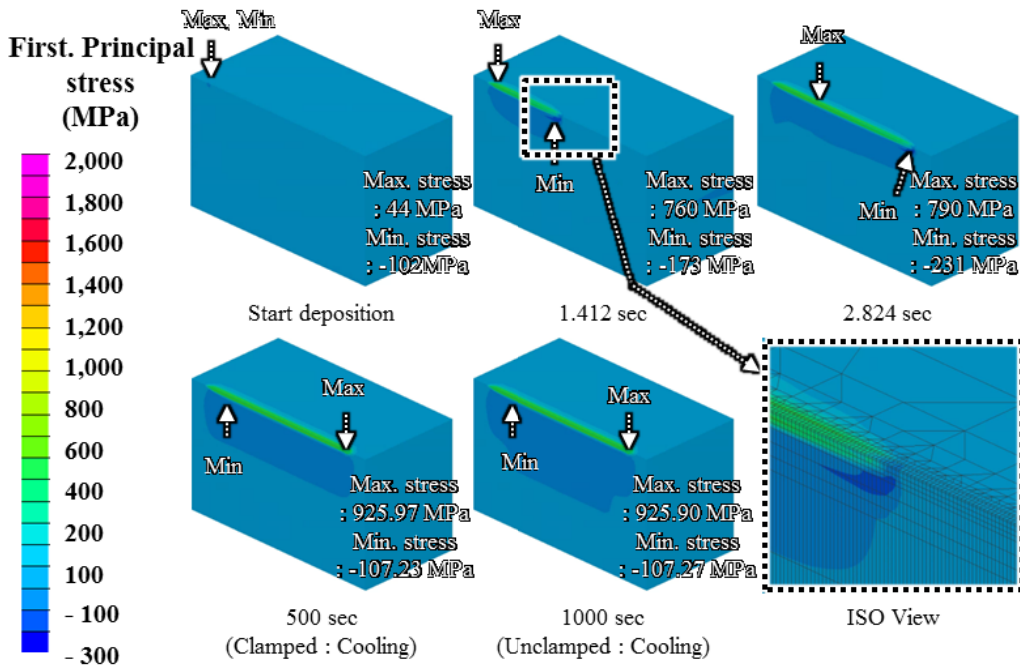 First. Principal
stress
(MPa)
2,000
1,800
1,600
1,400
1,200
1,000
800
600
400
200
100
- 100
- 300
Max, Min
Max. stress
: 44 MPa
Min. stress
: -102MPa
Start deposition
Max
Min
Max. stress
: 760 MPa
Min. stress
: -173 MPa
1.412 sec
Max
Min
Max. stress
: 790 MPa
Min. stress
: -231 MPa
2.824 sec
Max
Min
Max. stress
: 925.97 MPa
Min. stress
: -107.23 MPa
500 sec
(Clamped : Cooling)
Max
Min
Max. stress
: 925.90 MPa
Min. stress
: -107.27 MPa
1000 sec
(Unclamped : Cooling)
ISO View